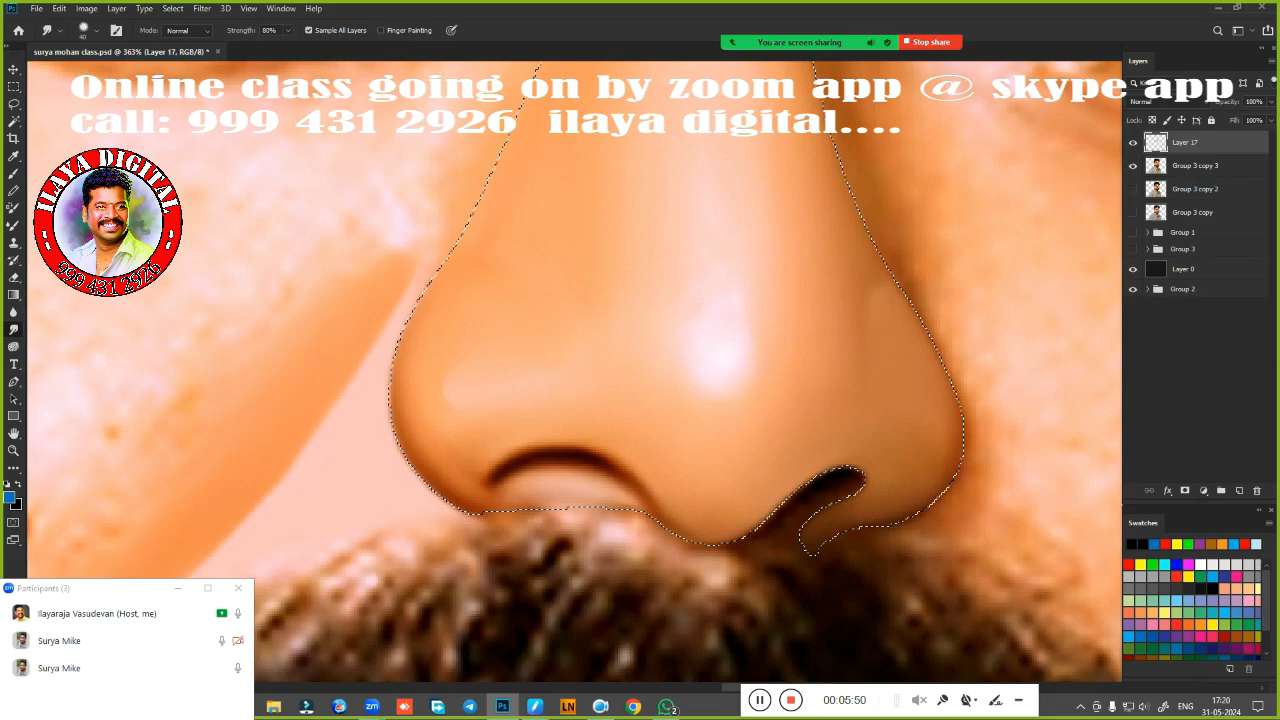 File Edit Image Layer Type Select Filter 3D View Window Help
Mode: Normal Strength: 80% Sample All Layers Finger Painting
40
surya mohan class.psd @ 363% (Layer 17, RGB/8) *
You are screen sharing
Stop share
Online class going on by zoom app @ skype app
call: 999 431 2926 ilaya digital....
ILAYA DIGITAL
999 431 2926
Layers
Normal Opacity: 100%
Lock: Fill: 100%
Layer 17
Group 3 copy 3
Group 3 copy 2
Group 3 copy
Group 1
Group 3
Layer 0
Group 2
Swatches
Participants (3)
Ilayaraja Vasudevan (Host, me)
Surya Mike
Surya Mike
00:05:50
17:20
31-05-2024